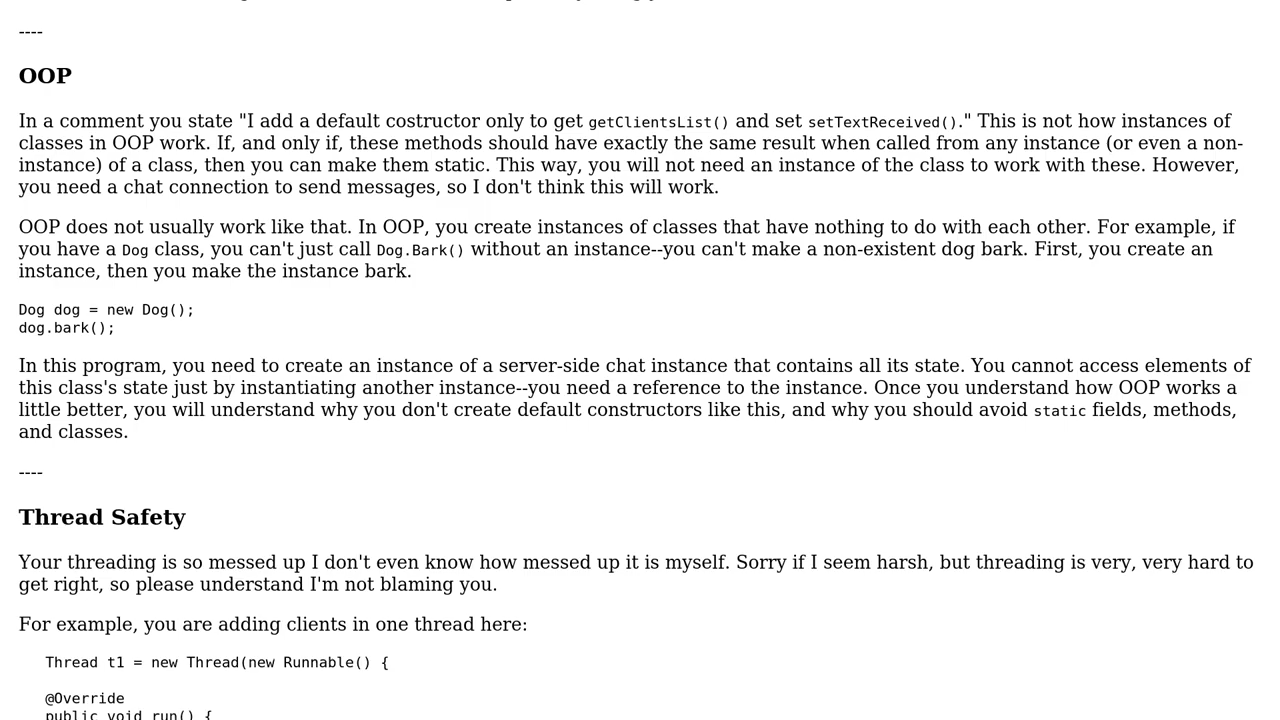 ----
OOP
In a comment you state "I add a default costructor only to get getClientsList() and set setTextReceived()." This is not how instances of
classes in OOP work. If, and only if, these methods should have exactly the same result when called from any instance (or even a non-
instance) of a class, then you can make them static. This way, you will not need an instance of the class to work with these. However,
you need a chat connection to send messages, so I don't think this will work.
OOP does not usually work like that. In OOP, you create instances of classes that have nothing to do with each other. For example, if
you have a Dog class, you can't just call Dog.Bark() without an instance--you can't make a non-existent dog bark. First, you create an
instance, then you make the instance bark.
Dog dog = new Dog();
dog.bark();
In this program, you need to create an instance of a server-side chat instance that contains all its state. You cannot access elements of
this class's state just by instantiating another instance--you need a reference to the instance. Once you understand how OOP works a
little better, you will understand why you don't create default constructors like this, and why you should avoid static fields, methods,
and classes.
----
Thread Safety
Your threading is so messed up I don't even know how messed up it is myself. Sorry if I seem harsh, but threading is very, very hard to
get right, so please understand I'm not blaming you.
For example, you are adding clients in one thread here:
Thread t1 = new Thread(new Runnable() {
@Override
public void run() {